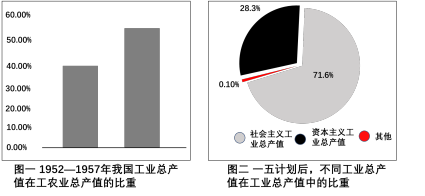 60.00%
50.00%
40.00%
30.00%
20.00%
10.00%
0.00%
图一 1952—1957年我国工业总产
值在工农业总产值的比重
28.3%
0.10%
71.6%
社会主义工
业总产值
资本主义工
业总产值
其他
图二 一五计划后，不同工业总产
值在工业总产值中的比重